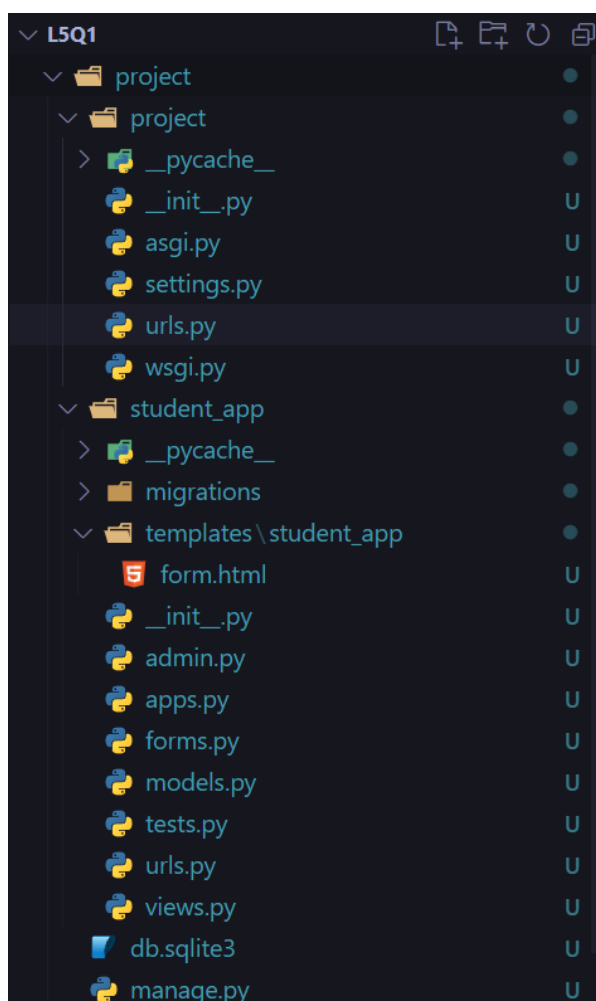 L5Q1
project
project
__pycache__
__init__.py U
asgi.py U
settings.py U
urls.py U
wsgi.py U
student_app
__pycache__
migrations
templates\student_app
form.html U
__init__.py U
admin.py U
apps.py U
forms.py U
models.py U
tests.py U
urls.py U
views.py U
db.sqlite3 U
manage.py U